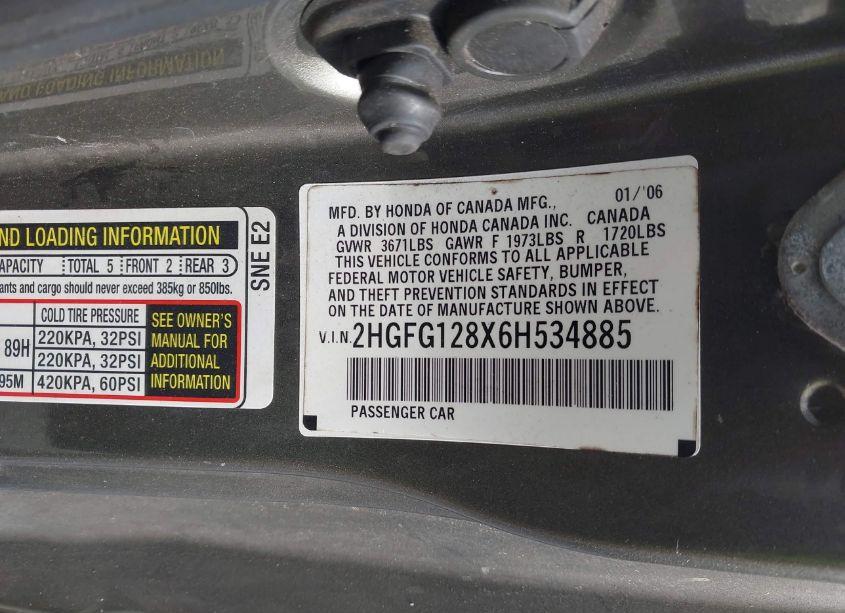 AND LOADING INFORMATION
APACITY TOTAL 5 FRONT 2 REAR 3
ants and cargo should never exceed 385kg or 850lbs.
COLD TIRE PRESSURE
89H 220KPA, 32PSI
220KPA, 32PSI
95M 420KPA, 60PSI
SEE OWNER'S
MANUAL FOR
ADDITIONAL
INFORMATION
SNE E2
MFD. BY HONDA OF CANADA MFG., 01/'06
A DIVISION OF HONDA CANADA INC. CANADA
GVWR 3671LBS GAWR F 1973LBS R 1720LBS
THIS VEHICLE CONFORMS TO ALL APPLICABLE
FEDERAL MOTOR VEHICLE SAFETY, BUMPER,
AND THEFT PREVENTION STANDARDS IN EFFECT
ON THE DATE OF MANUFACTURE SHOWN ABOVE.
V.I.N. 2HGFG128X6H534885
PASSENGER CAR